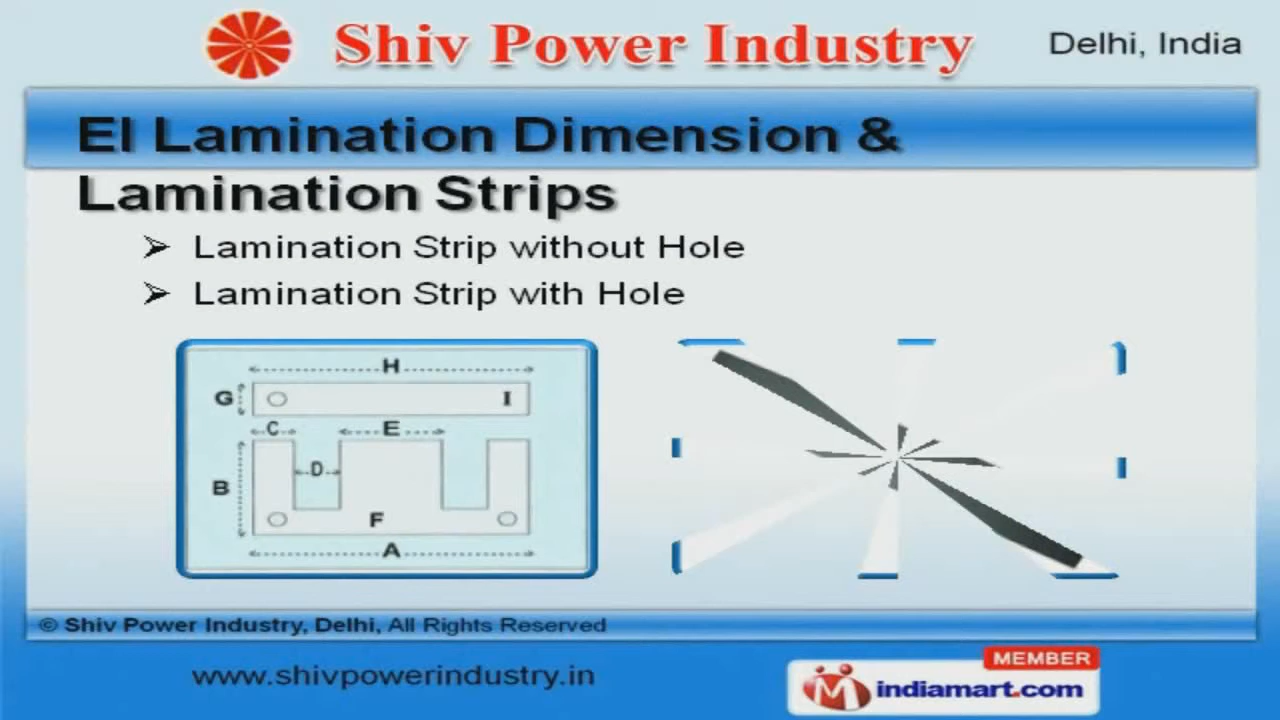 Shiv Power Industry
Delhi, India
EI Lamination Dimension &
Lamination Strips
Lamination Strip without Hole
Lamination Strip with Hole
H
G
I
C
E
D
B
F
A
© Shiv Power Industry, Delhi, All Rights Reserved
www.shivpowerindustry.in
MEMBER
indiamart.com